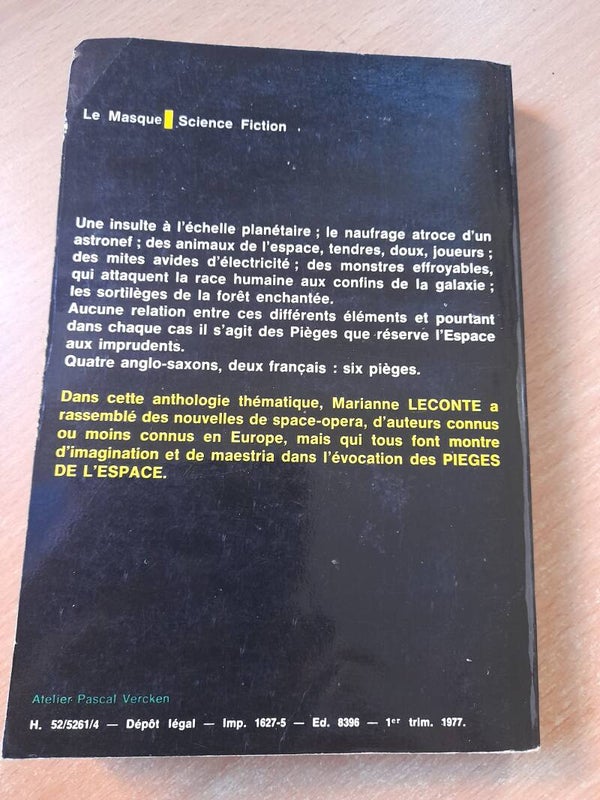 Le Masque Science Fiction
Une insulte à l'échelle planétaire ; le naufrage atroce d'un
astronef ; des animaux de l'espace, tendres, doux, joueurs ;
des mites avides d'électricité ; des monstres effroyables,
qui attaquent la race humaine aux confins de la galaxie ;
les sortilèges de la forêt enchantée.
Aucune relation entre ces différents éléments et pourtant
dans chaque cas il s'agit des Pièges que réserve l'Espace
aux imprudents.
Quatre anglo-saxons, deux français : six pièges.
Dans cette anthologie thématique, Marianne LECONTE a
rassemblé des nouvelles de space-opera, d'auteurs connus
ou moins connus en Europe, mais qui tous font montre
d'imagination et de maestria dans l'évocation des PIEGES
DE L'ESPACE.
Atelier Pascal Vercken
H. 52/5261/4 — Dépôt légal — Imp. 1627-5 — Ed. 8396 — 1er trim. 1977.